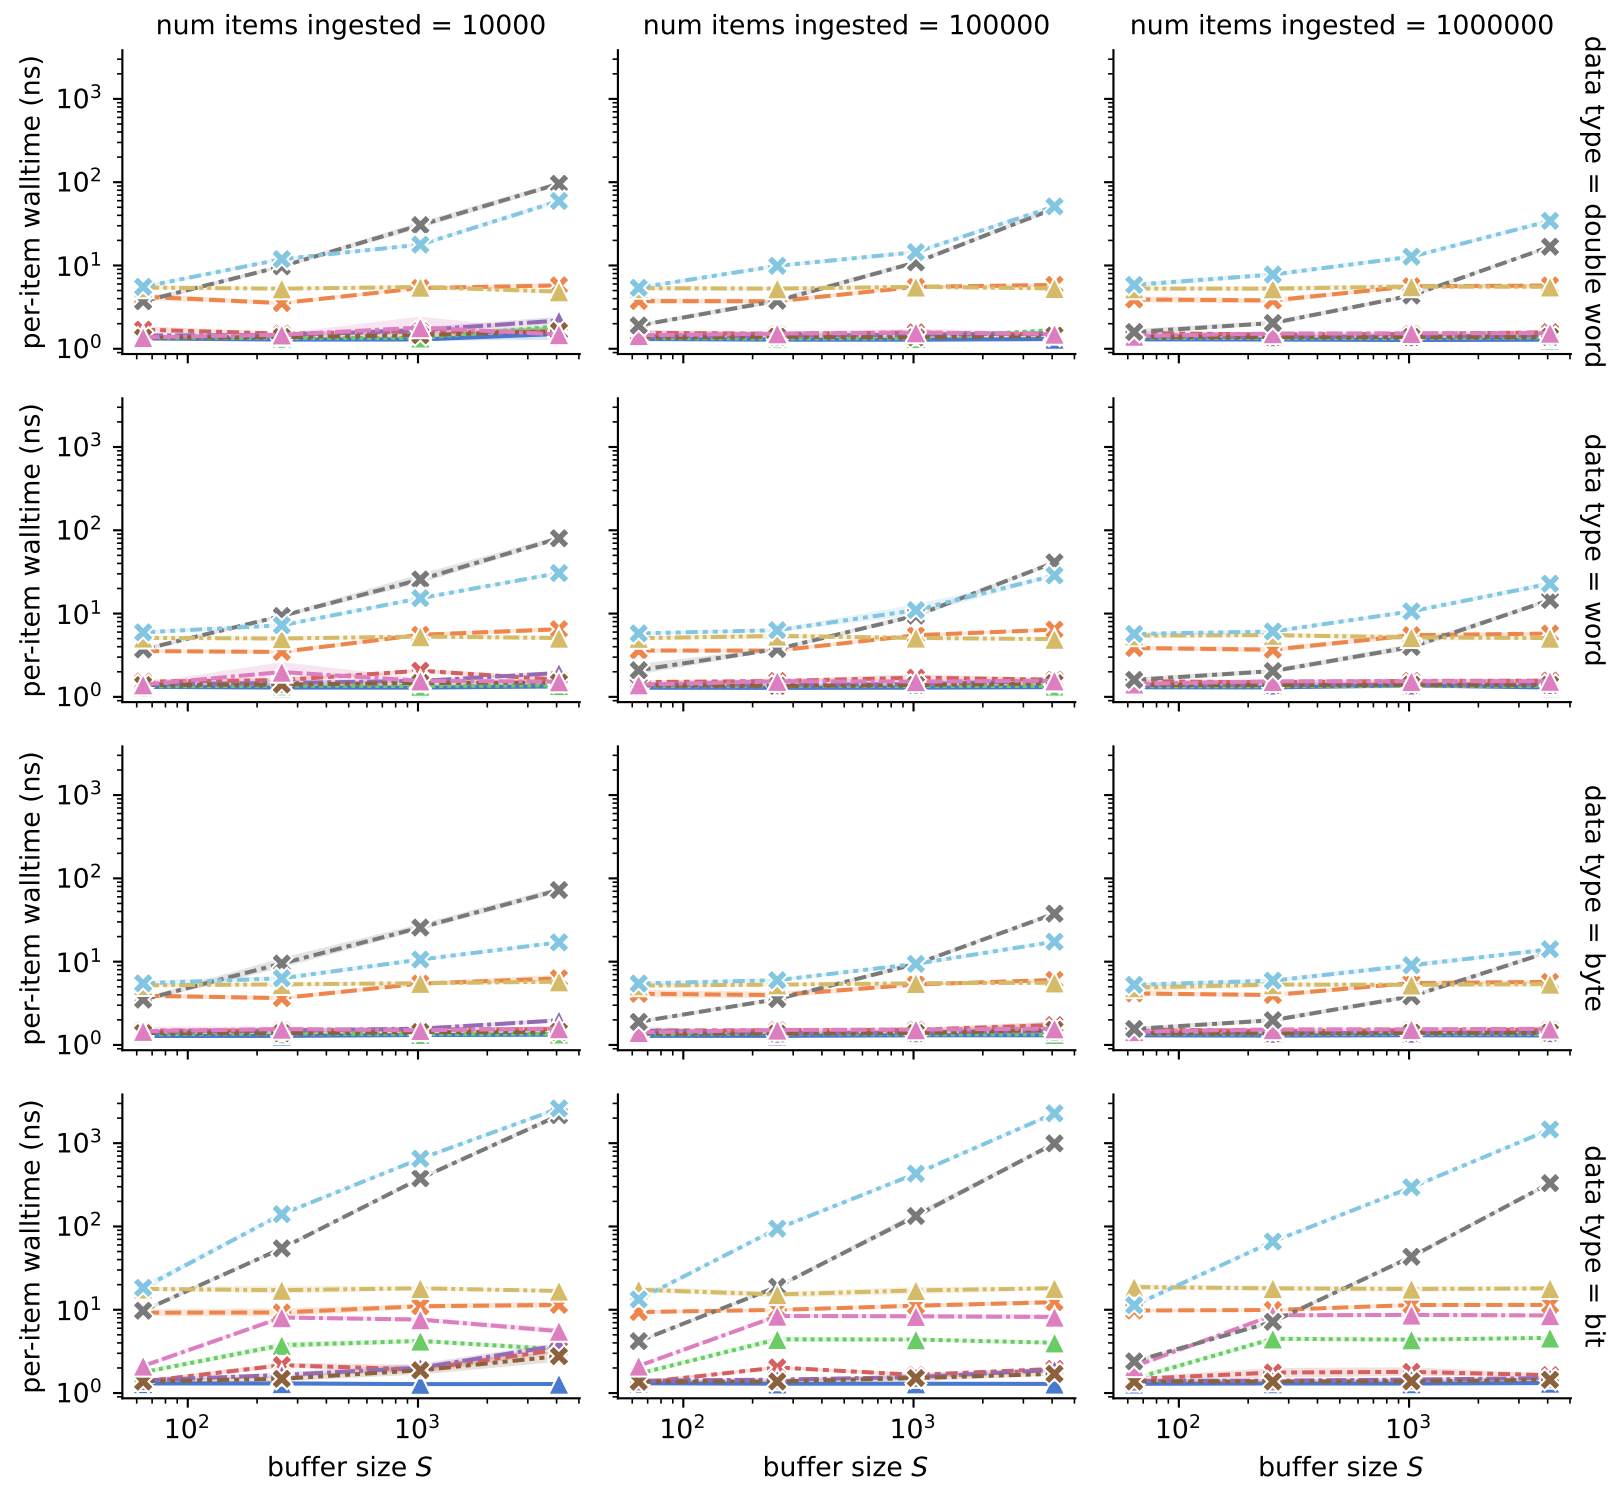 num items ingested = 10000
num items ingested = 100000
num items ingested = 1000000
per-item walltime (ns)
10³
10²
10¹
10⁰
data type = double word
per-item walltime (ns)
10³
10²
10¹
10⁰
data type = word
per-item walltime (ns)
10³
10²
10¹
10⁰
data type = byte
per-item walltime (ns)
10³
10²
10¹
10⁰
data type = bit
10²
10³
10²
10³
10²
10³
buffer size S
buffer size S
buffer size S